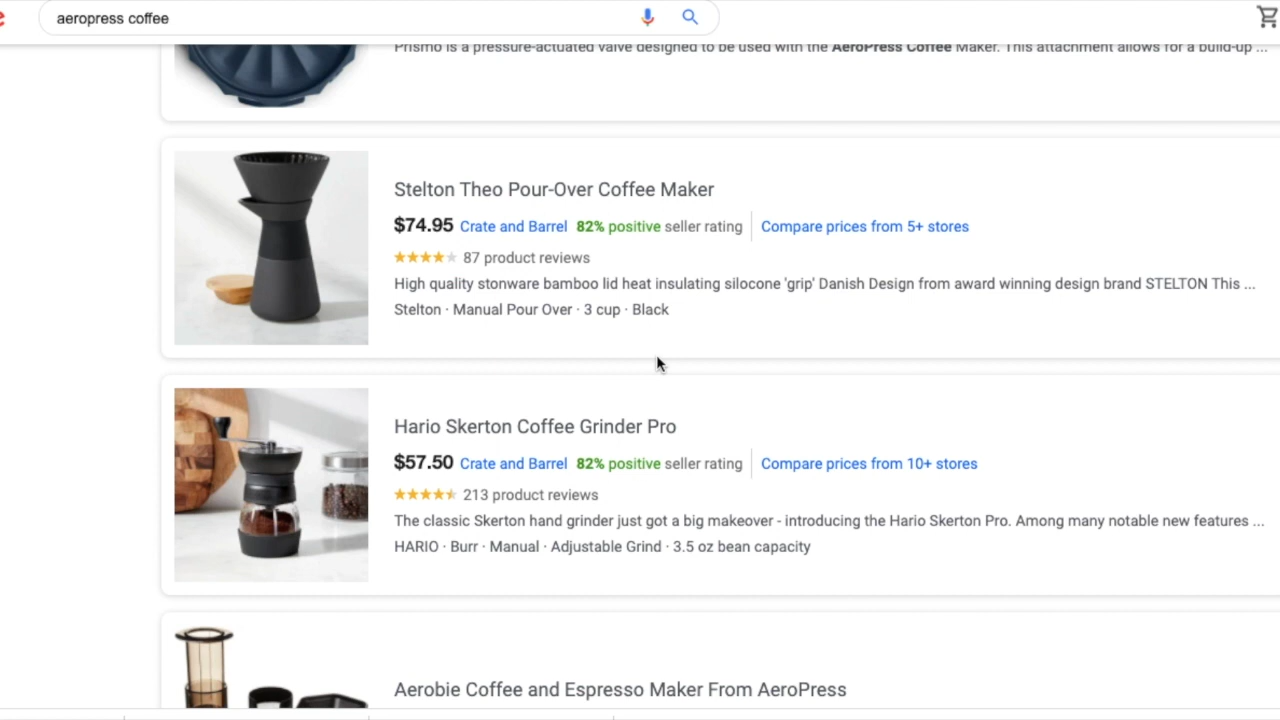 aeropress coffee
Prismo is a pressure-actuated valve designed to be used with the AeroPress Coffee Maker. This attachment allows for a build-up ...
Stelton Theo Pour-Over Coffee Maker
$74.95 Crate and Barrel 82% positive seller rating Compare prices from 5+ stores
87 product reviews
High quality stonware bamboo lid heat insulating silocone 'grip' Danish Design from award winning design brand STELTON This ...
Stelton · Manual Pour Over · 3 cup · Black
Hario Skerton Coffee Grinder Pro
$57.50 Crate and Barrel 82% positive seller rating Compare prices from 10+ stores
213 product reviews
The classic Skerton hand grinder just got a big makeover - introducing the Hario Skerton Pro. Among many notable new features ...
HARIO · Burr · Manual · Adjustable Grind · 3.5 oz bean capacity
Aerobie Coffee and Espresso Maker From AeroPress